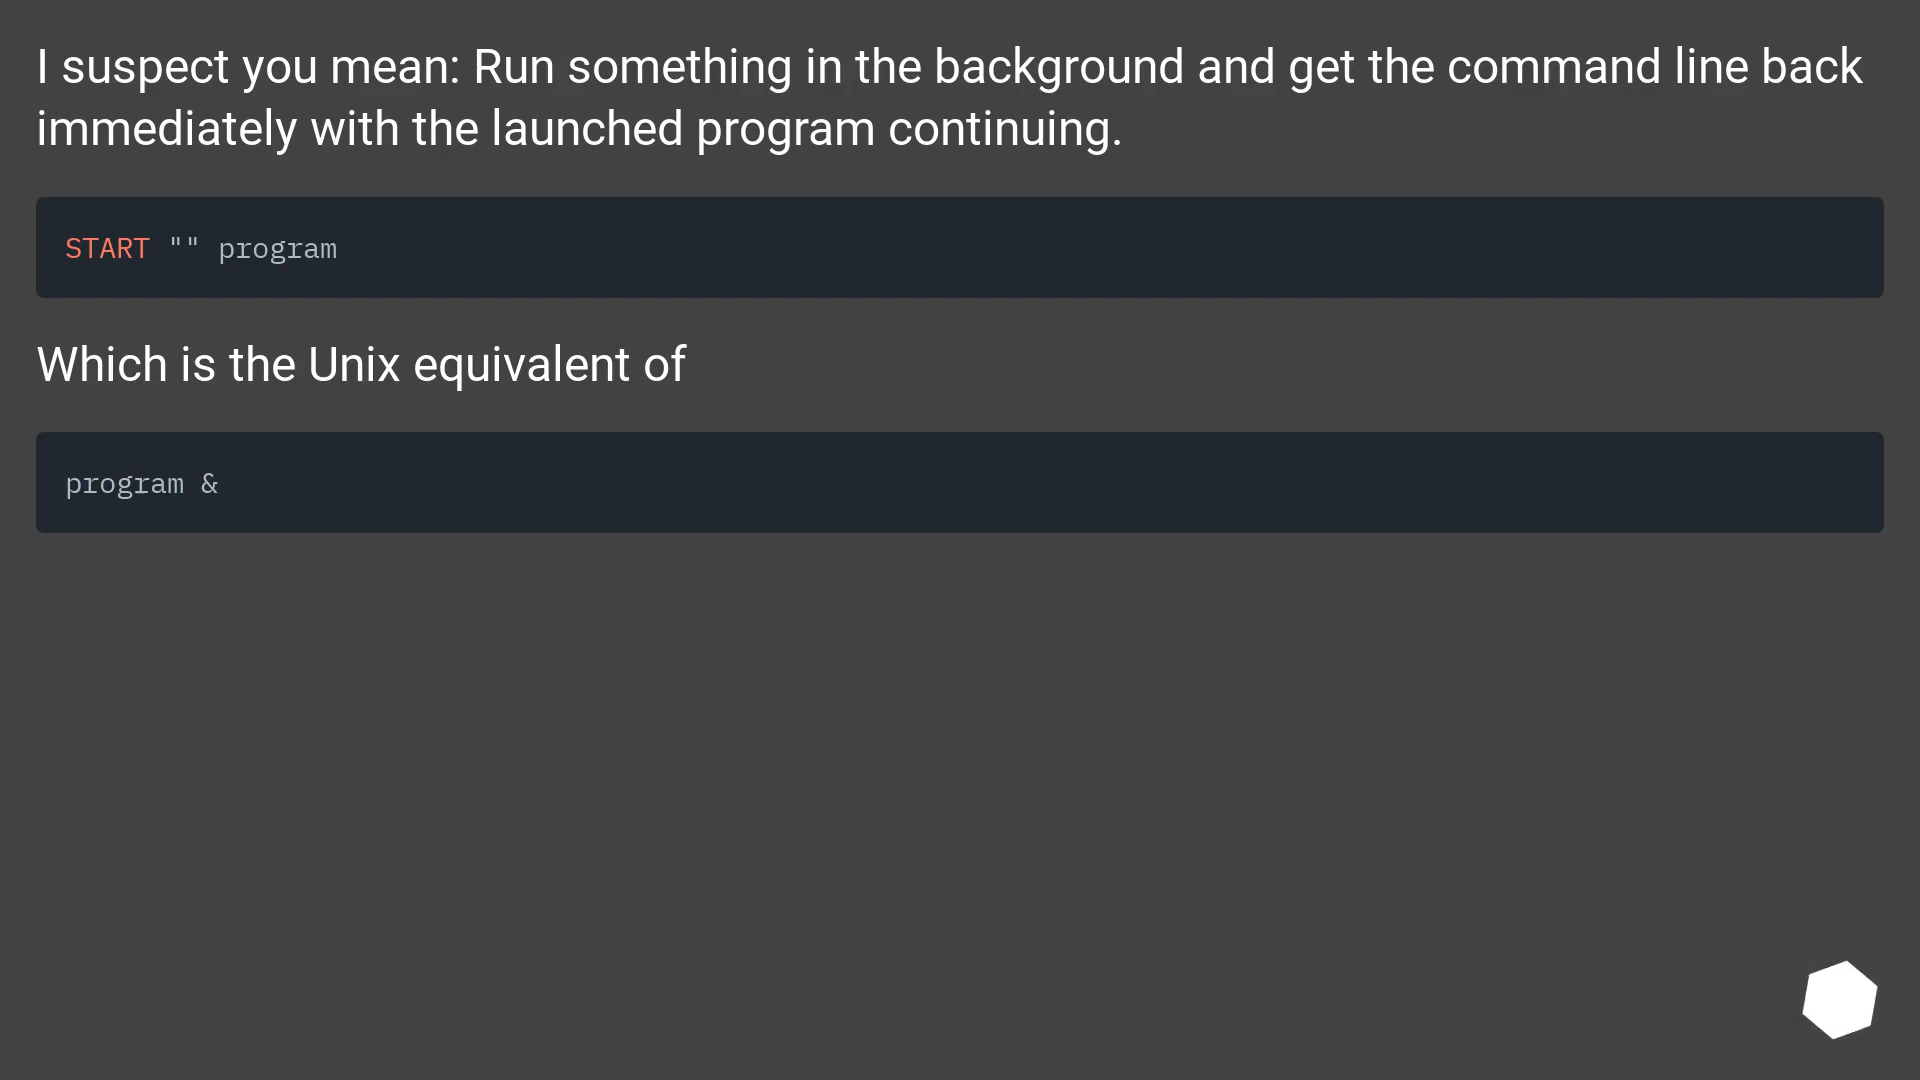 I suspect you mean: Run something in the background and get the command line back
immediately with the launched program continuing.
START "" program
Which is the Unix equivalent of
program &